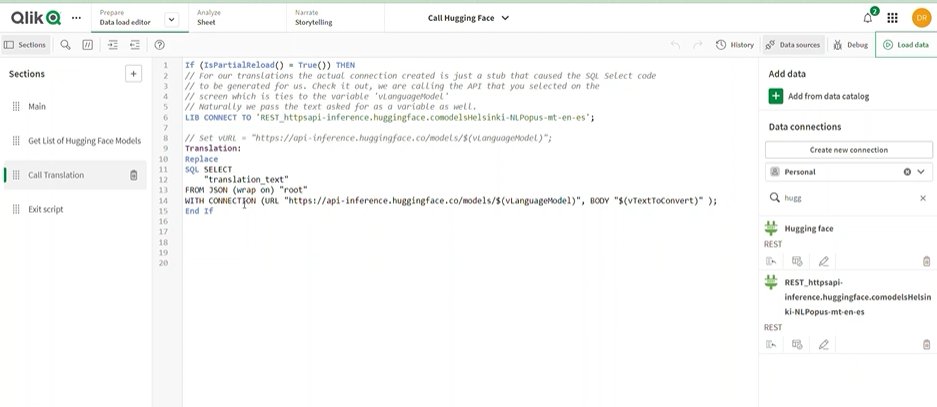 Qlik
Prepare
Data load editor
Analyze
Sheet
Narrate
Storytelling
Call Hugging Face
2
DR
Sections
History
Data sources
Debug
Load data
Sections
Main
Get List of Hugging Face Models
Call Translation
Exit script
1 If (IsPartialReload() = True()) THEN
2 // For our translations the actual connection created is just a stub that caused the SQL Select code
3 // to be generated for us. Check it out, we are calling the API that you selected on the
4 // screen which is ties to the variable 'vLanguageModel'
5 // Naturally we pass the text asked for as a variable as well.
6 LIB CONNECT TO 'REST_httpsapi-inference.huggingface.comodelsHelsinki-NLPopus-mt-en-es';
7
8 // Set vURL = "https://api-inference.huggingface.co/models/$(vLanguageModel)";
9 Translation:
10 Replace
11 SQL SELECT
12 "translation_text"
13 FROM JSON (wrap on) "root"
14 WITH CONNECTION (URL "https://api-inference.huggingface.co/models/$(vLanguageModel)", BODY "$(vTextToConvert)" );
15 End If
16
17
18
19
20
Add data
Add from data catalog
Data connections
Create new connection
Personal
hugg
Hugging face
REST
REST_httpsapi-
inference.huggingface.comodelsHelsin
ki-NLPopus-mt-en-es
REST